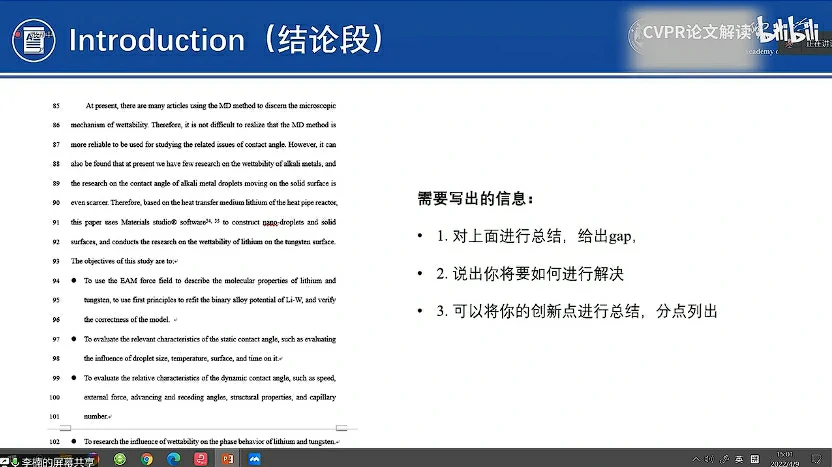 Introduction（结论段）
CVPR论文解读
bilibili
85 At present, there are many articles using the MD method to discern the microscopic
86 mechanism of wettability. Therefore, it is not difficult to realize that the MD method is
87 more reliable to be used for studying the related issues of contact angle. However, it can
88 also be found that at present we have few research on the wettability of alkali metals, and
89 the research on the contact angle of alkali metal droplets moving on the solid surface is
90 even scarcer. Therefore, based on the heat transfer medium lithium of the heat pipe reactor,
91 this paper uses Materials studio® software to construct nano-droplets and solid
92 surfaces, and conducts the research on the wettability of lithium on the tungsten surface.
93 The objectives of this study are to:
94 ● To use the EAM force field to describe the molecular properties of lithium and
95 tungsten, to use first principles to refit the binary alloy potential of Li-W, and verify
96 the correctness of the model.
97 ● To evaluate the relevant characteristics of the static contact angle, such as evaluating
98 the influence of droplet size, temperature, surface, and time on it.
99 ● To evaluate the relative characteristics of the dynamic contact angle, such as speed,
100 external force, advancing and receding angles, structural properties, and capillary
101 number.
102 ● To research the influence of wettability on the phase behavior of lithium and tungsten.
需要写出的信息：
• 1. 对上面进行总结，给出gap,
• 2. 说出你将要如何进行解决
• 3. 可以将你的创新点进行总结，分点列出
李楠的屏幕共享
英
15:01
2022/4/9